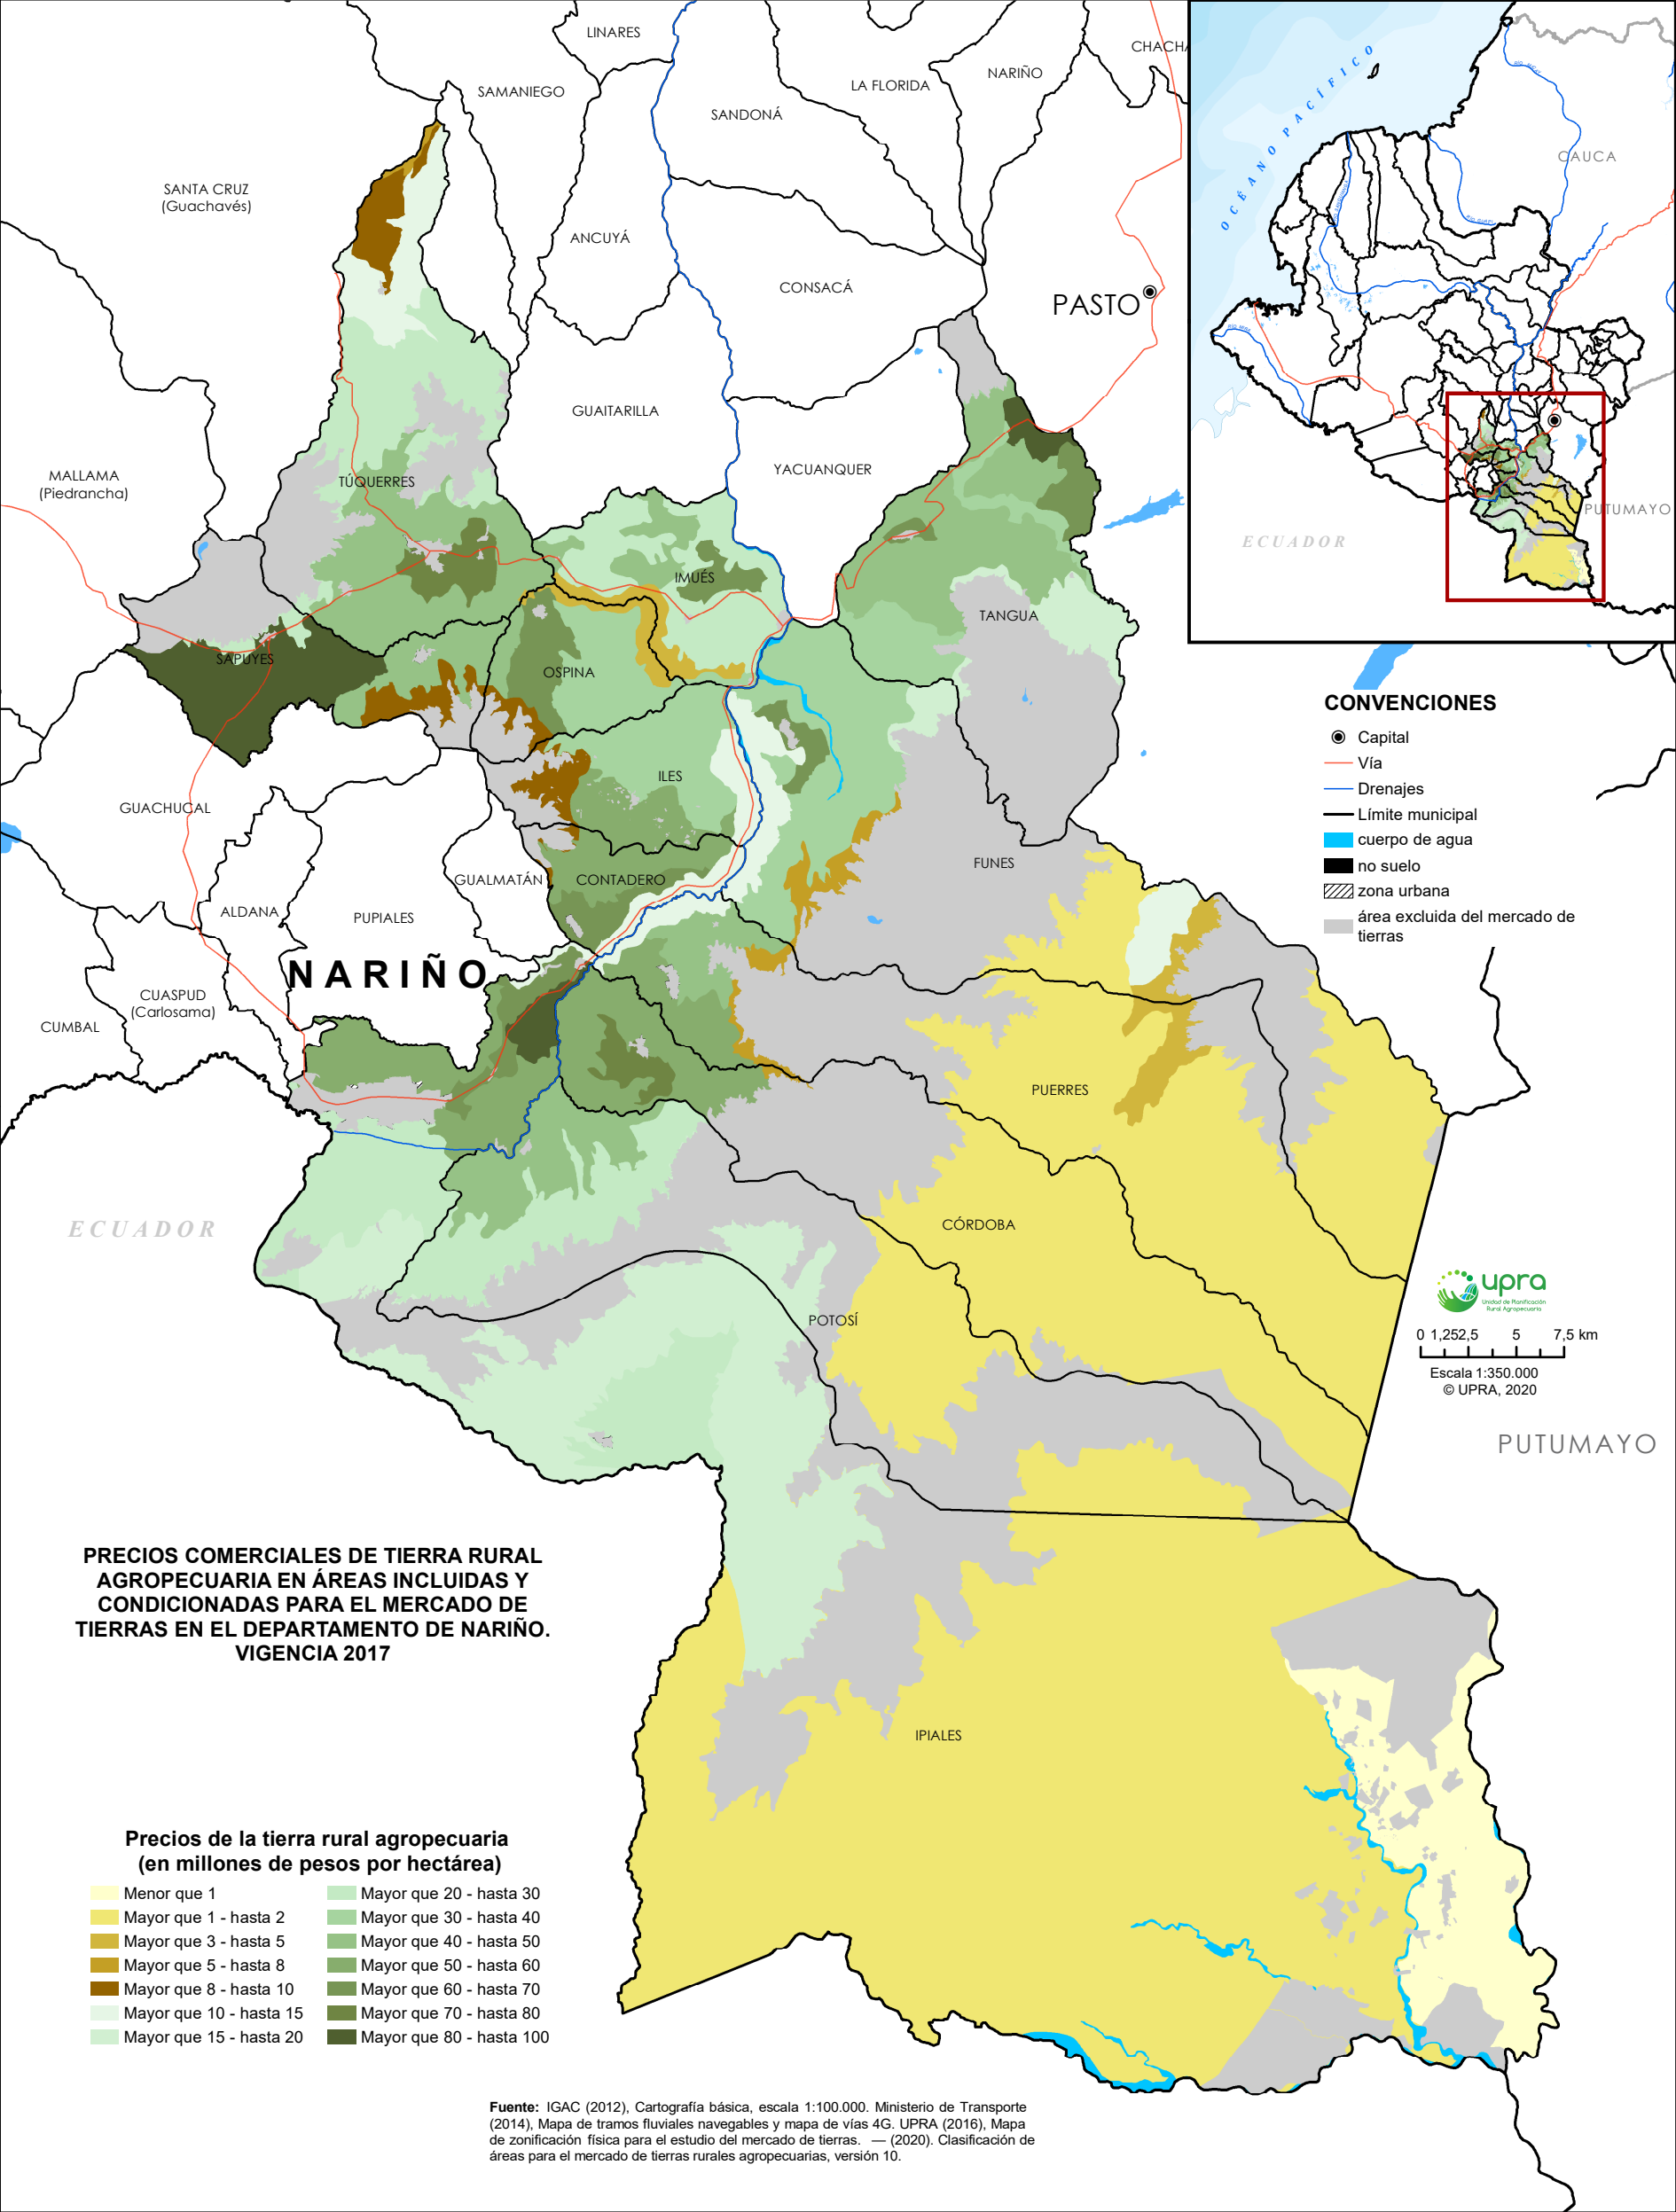 LINARES
SAMANIEGO
CHACHA
LA FLORIDA
NARIÑO
SANDONÁ
SANTA CRUZ
(Guachavés)
ANCUYÁ
CONSACÁ
PASTO
GUAITARILLA
YACUANQUER
MALLAMA
(Piedrancha)
TÚQUERRES
IMUÉS
TANGUA
SAPUYES
OSPINA
ILES
GUACHUCAL
FUNES
GUALMATÁN
CONTADERO
ALDANA
PUPIALES
NARIÑO
CUASPUD
(Carlosama)
CUMBAL
PUERRES
ECUADOR
CÓRDOBA
POTOSÍ
IPIALES
PUTUMAYO
OCÉANO PACÍFICO
CAUCA
PUTUMAYO
ECUADOR
CONVENCIONES
Capital
Vía
Drenajes
Límite municipal
cuerpo de agua
no suelo
zona urbana
área excluida del mercado de
tierras
upra
Unidad de Planificación
Rural Agropecuaria
0 1,252,5 5 7,5 km
Escala 1:350.000
© UPRA, 2020
PRECIOS COMERCIALES DE TIERRA RURAL
AGROPECUARIA EN ÁREAS INCLUIDAS Y
CONDICIONADAS PARA EL MERCADO DE
TIERRAS EN EL DEPARTAMENTO DE NARIÑO.
VIGENCIA 2017
Precios de la tierra rural agropecuaria
(en millones de pesos por hectárea)
Menor que 1
Mayor que 1 - hasta 2
Mayor que 3 - hasta 5
Mayor que 5 - hasta 8
Mayor que 8 - hasta 10
Mayor que 10 - hasta 15
Mayor que 15 - hasta 20
Mayor que 20 - hasta 30
Mayor que 30 - hasta 40
Mayor que 40 - hasta 50
Mayor que 50 - hasta 60
Mayor que 60 - hasta 70
Mayor que 70 - hasta 80
Mayor que 80 - hasta 100
Fuente: IGAC (2012), Cartografía básica, escala 1:100.000. Ministerio de Transporte
(2014), Mapa de tramos fluviales navegables y mapa de vías 4G. UPRA (2016), Mapa
de zonificación física para el estudio del mercado de tierras. — (2020). Clasificación de
áreas para el mercado de tierras rurales agropecuarias, versión 10.